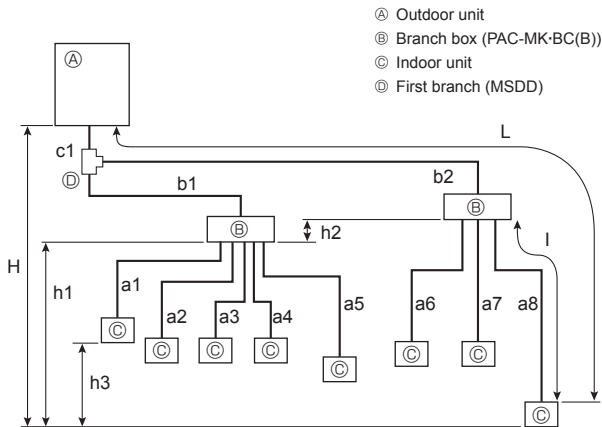 Ⓐ Outdoor unit
Ⓑ Branch box (PAC-MK·BC(B))
Ⓒ Indoor unit
Ⓓ First branch (MSDD)
Ⓐ
L
c1
Ⓓ
b1
b2
Ⓑ
Ⓑ
h2
l
H
h1
a1
a2
a3
a4
a5
a6
a7
a8
Ⓒ
Ⓒ
Ⓒ
Ⓒ
Ⓒ
Ⓒ
Ⓒ
h3
Ⓒ